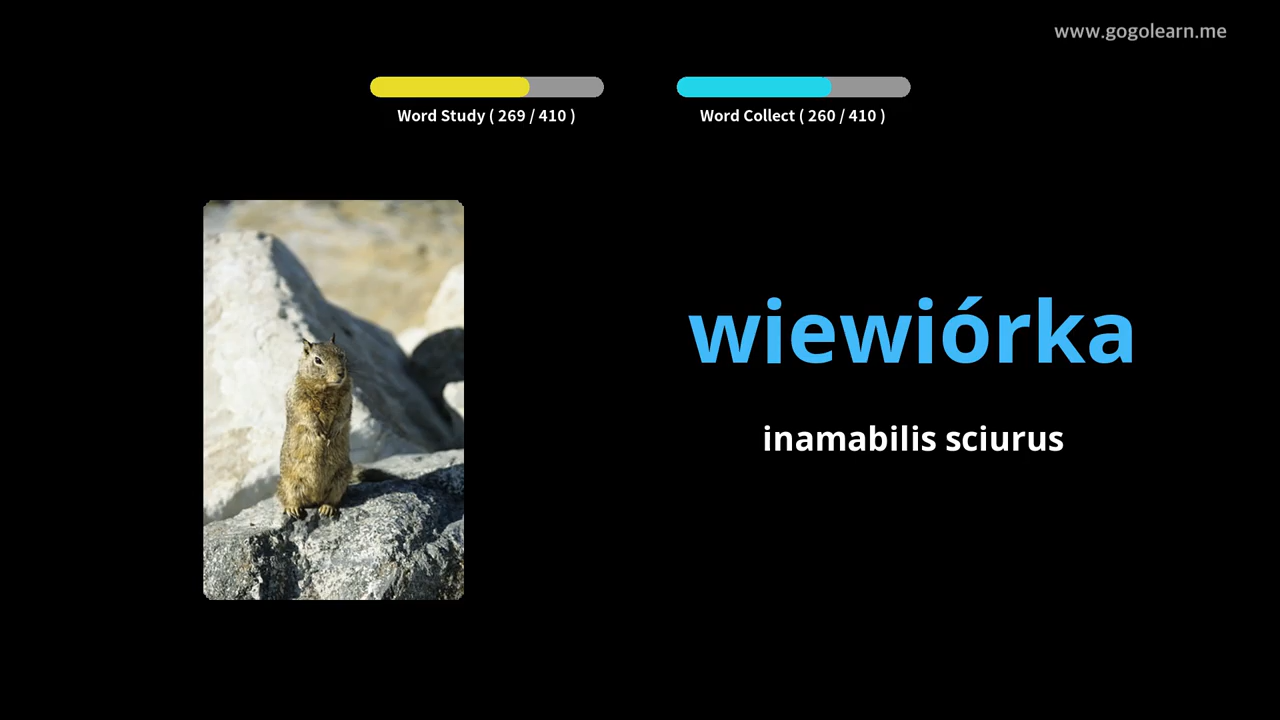 www.gogolearn.me
Word Study ( 269 / 410 )
Word Collect ( 260 / 410 )
wiewiórka
inamabilis sciurus